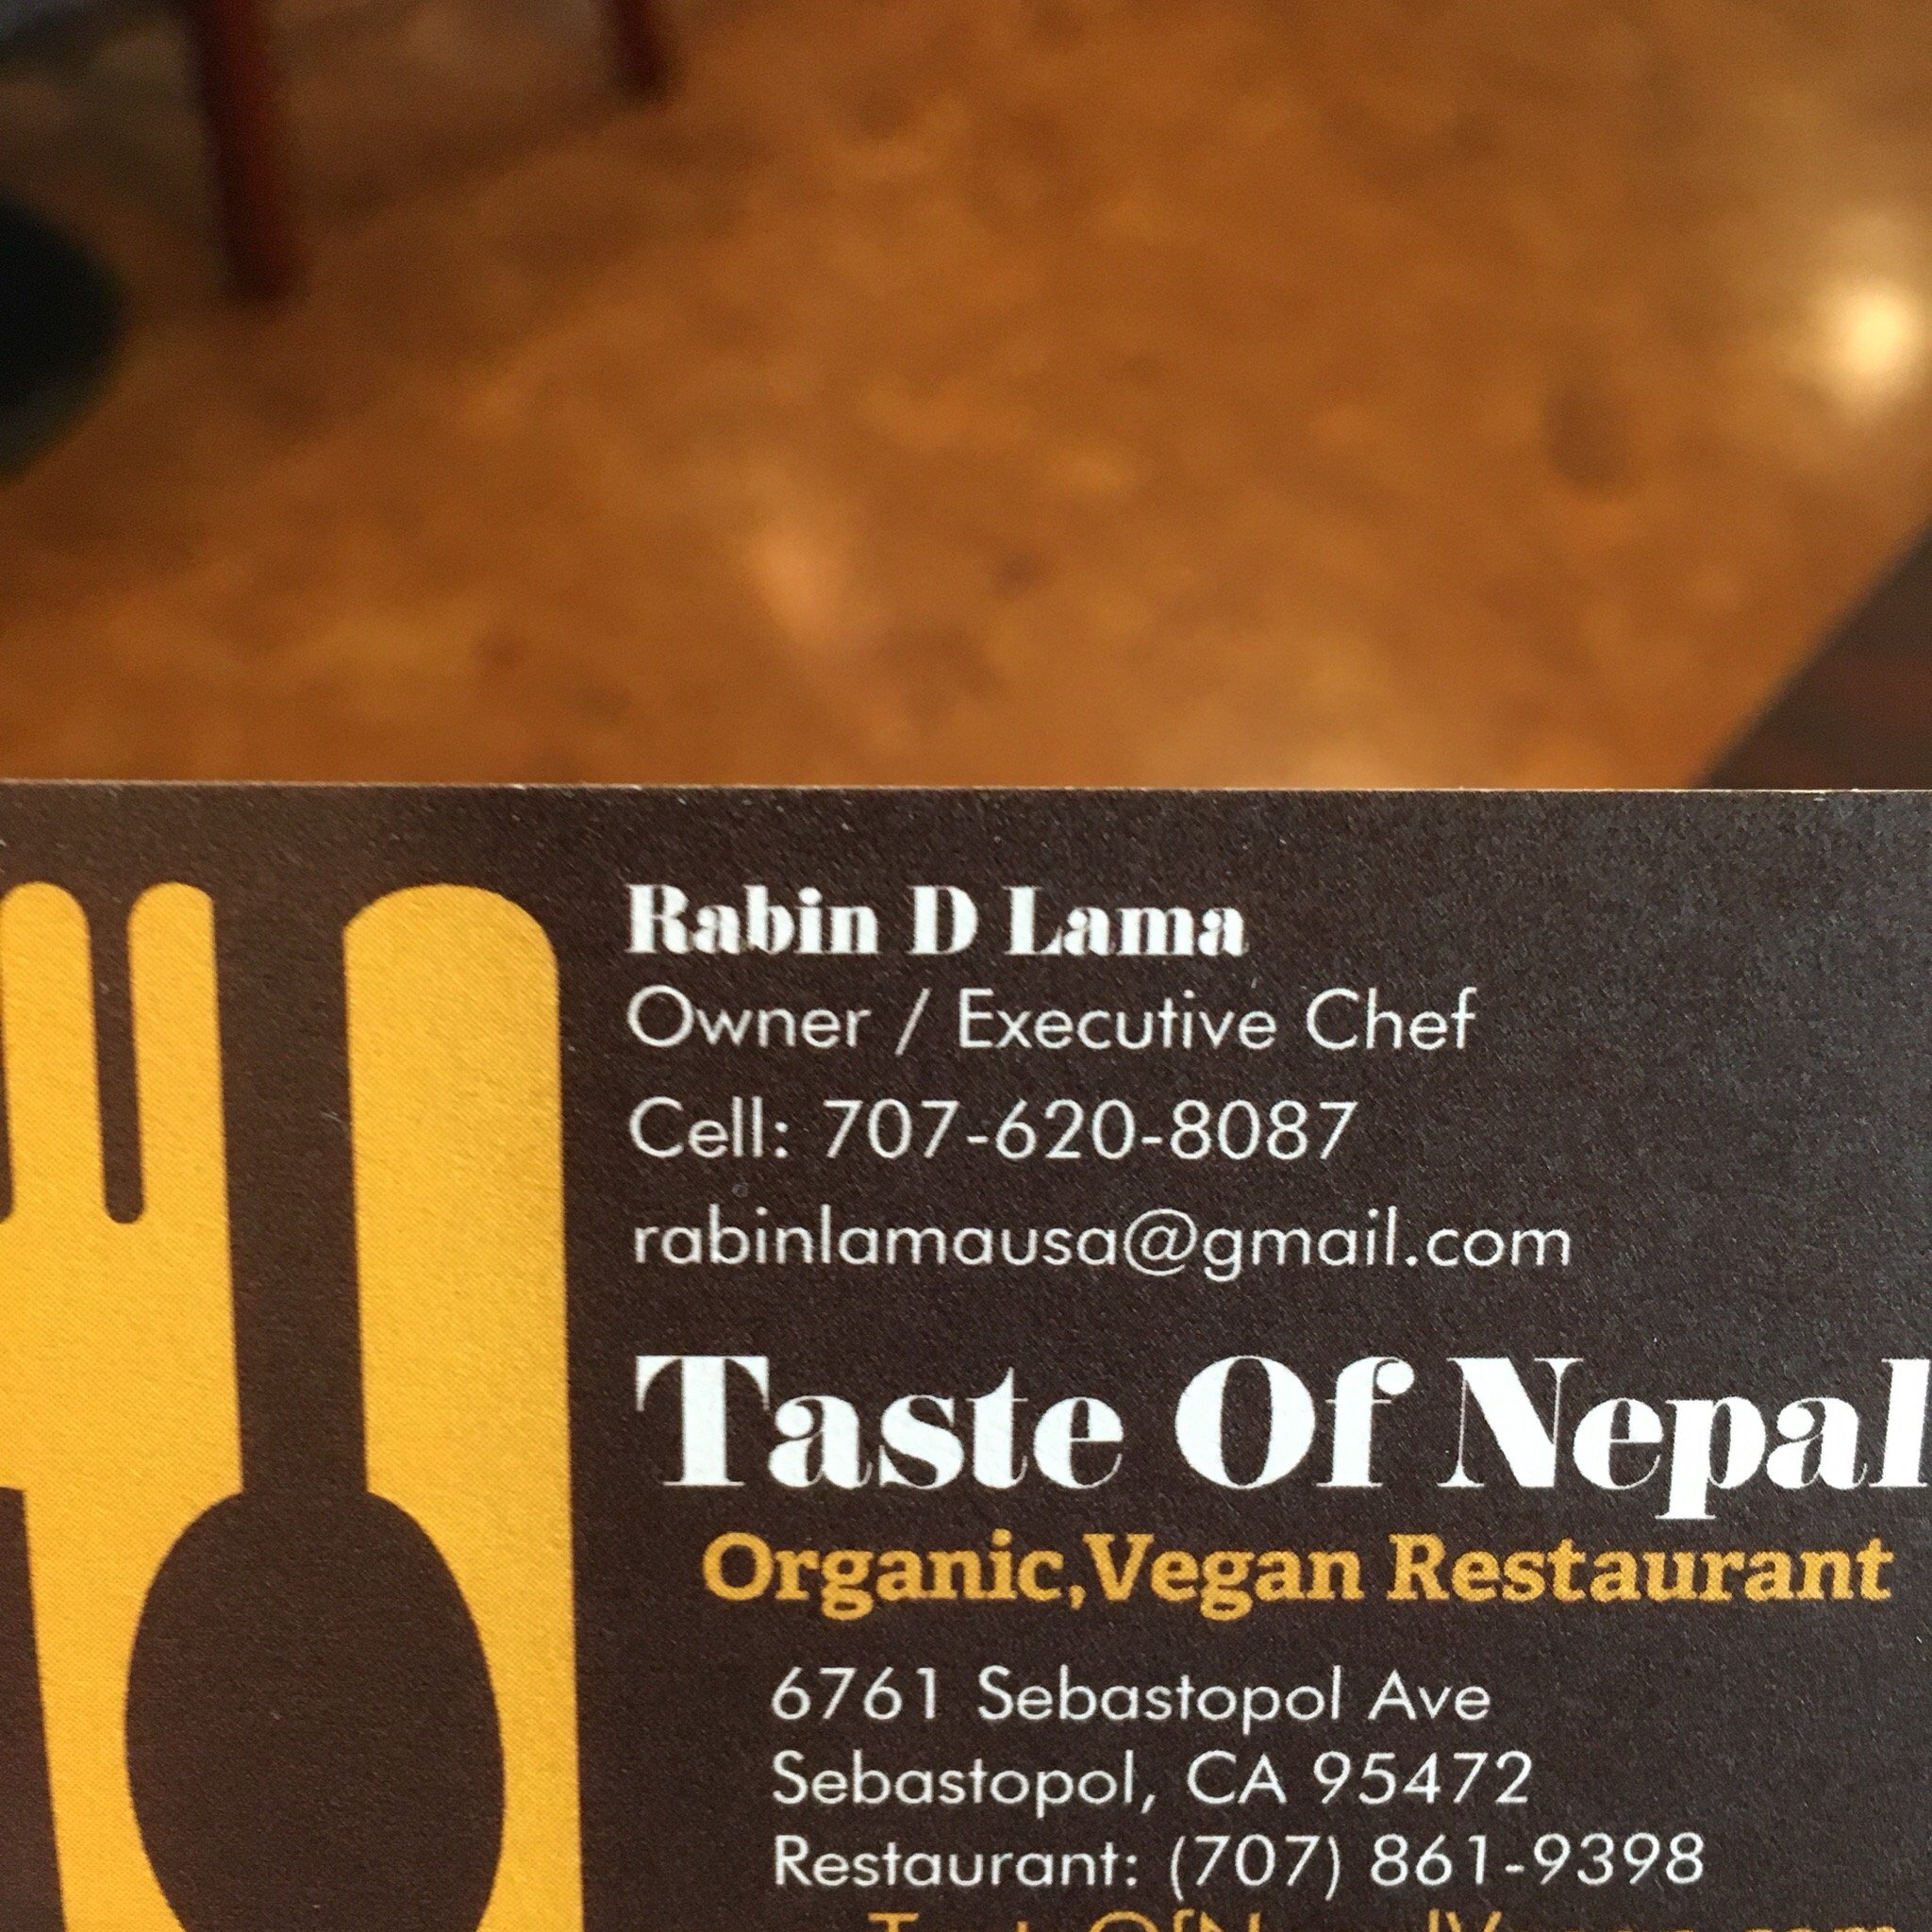 Rabin D Lama
Owner / Executive Chef
Cell: 707-620-8087
rabinlamausa@gmail.com
Taste Of Nepal
Organic,Vegan Restaurant
6761 Sebastopol Ave
Sebastopol, CA 95472
Restaurant: (707) 861-9398